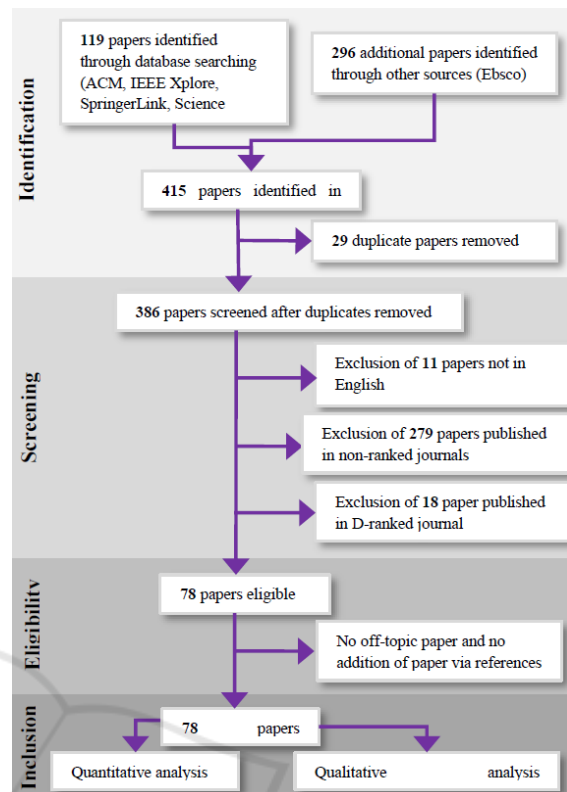 Identification
119 papers identified
through database searching
(ACM, IEEE Xplore,
SpringerLink, Science
296 additional papers identified
through other sources (Ebsco)
415 papers identified in
29 duplicate papers removed
Screening
386 papers screened after duplicates removed
Exclusion of 11 papers not in
English
Exclusion of 279 papers published
in non-ranked journals
Exclusion of 18 paper published
in D-ranked journal
Eligibility
78 papers eligible
No off-topic paper and no
addition of paper via references
Inclusion
78 papers
Quantitative analysis
Qualitative analysis